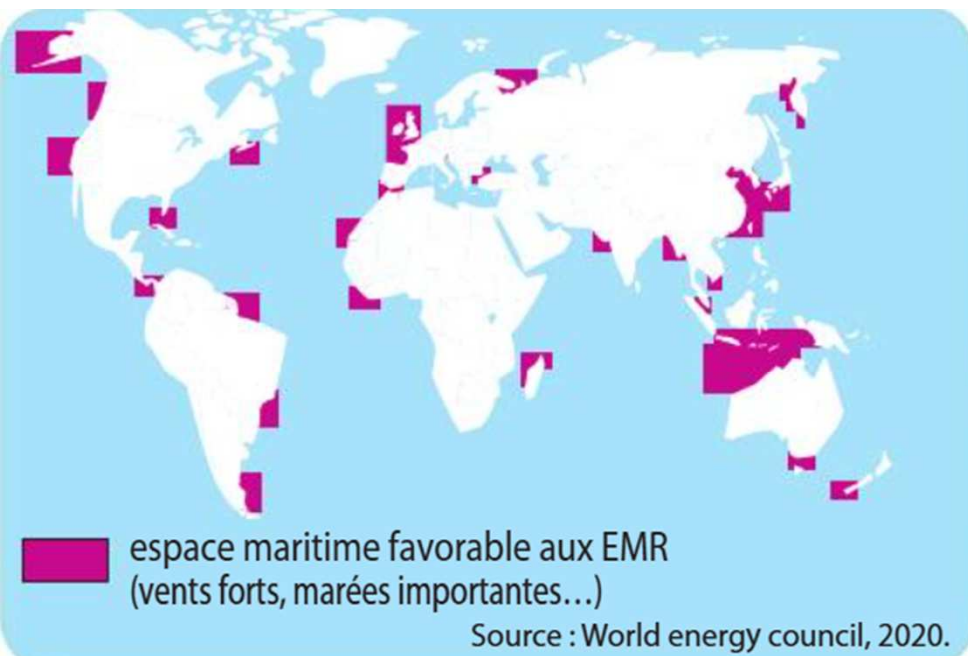 espace maritime favorable aux EMR
(vents forts, marées importantes...)
Source : World energy council, 2020.